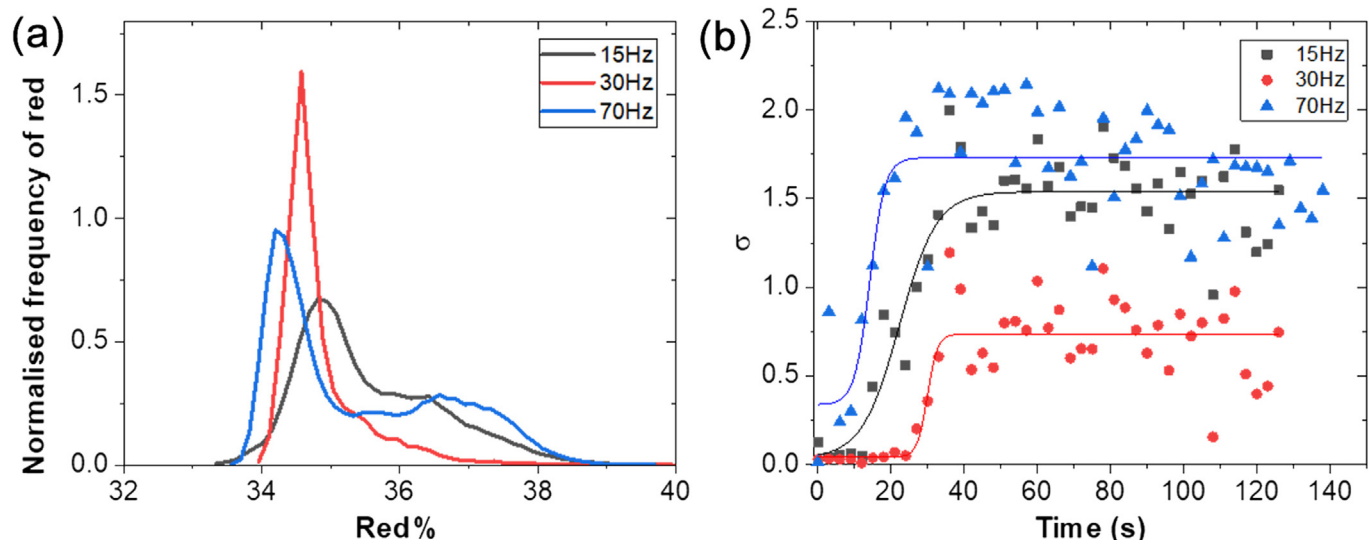 (a)
Normalised frequency of red
1.5
1.0
0.5
0.0
32
34
36
38
40
Red%
15Hz
30Hz
70Hz
(b)
σ
2.5
2.0
1.5
1.0
0.5
0.0
0
20
40
60
80
100
120
140
Time (s)
15Hz
30Hz
70Hz